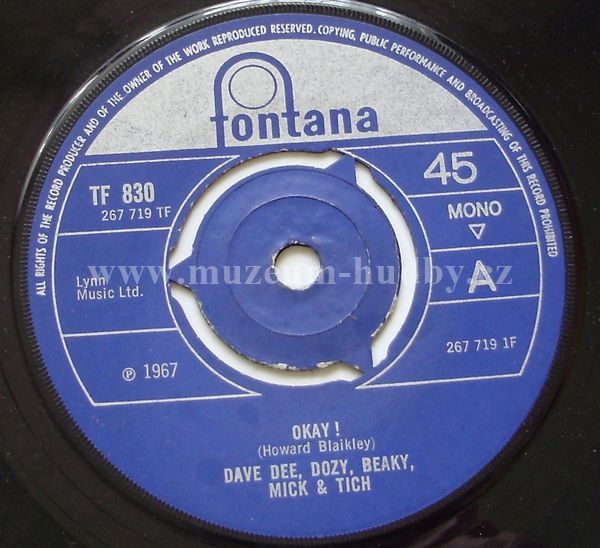 ALL RIGHTS OF THE RECORD PRODUCER AND OF THE OWNER OF THE WORK REPRODUCED RESERVED. COPYING, PUBLIC PERFORMANCE AND BROADCASTING OF THIS RECORD PROHIBITED
fontana
TF 830
267 719 TF
45
MONO
A
Lynn
Music Ltd.
www.muzeum-hudby.cz
℗ 1967
267 719 1F
OKAY !
(Howard Blaikley)
DAVE DEE, DOZY, BEAKY,
MICK & TICH